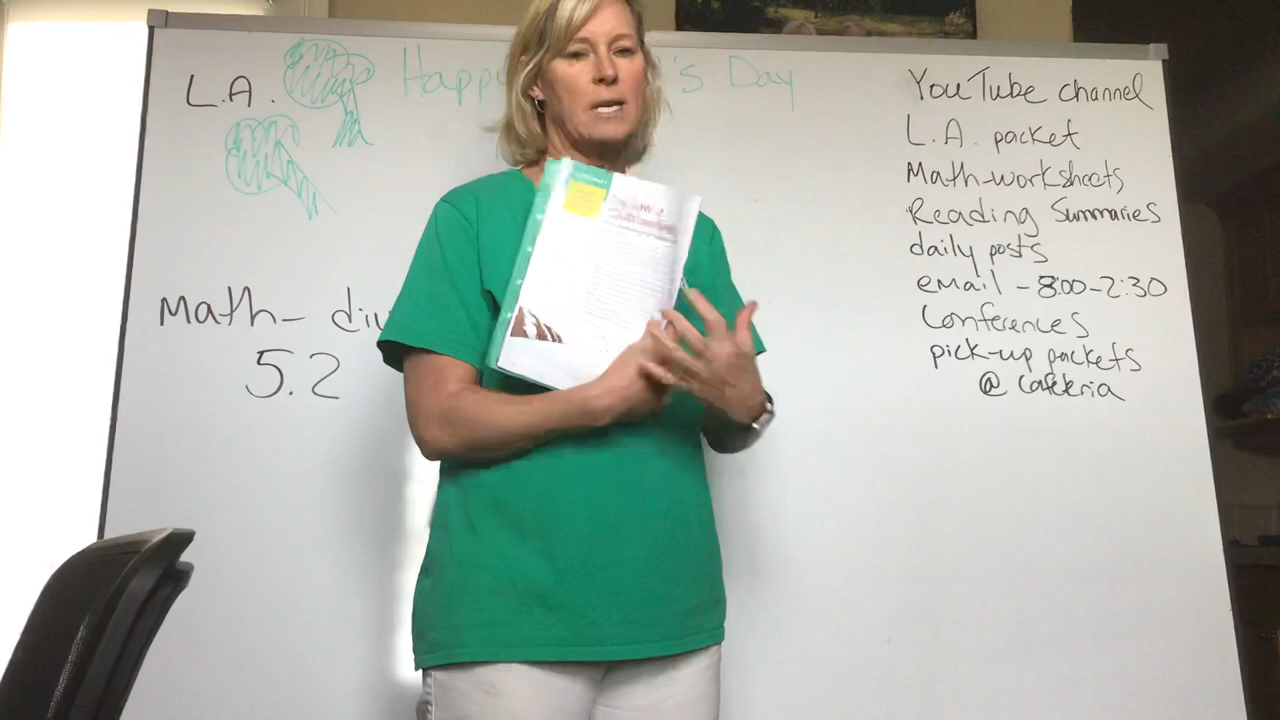 L.A.
Happy 's Day
Math- div
5.2
YouTube channel
L.A. packet
Math-worksheets
Reading Summaries
daily posts
email - 8:00-2:30
Conferences
pick-up packets
@ cafeteria